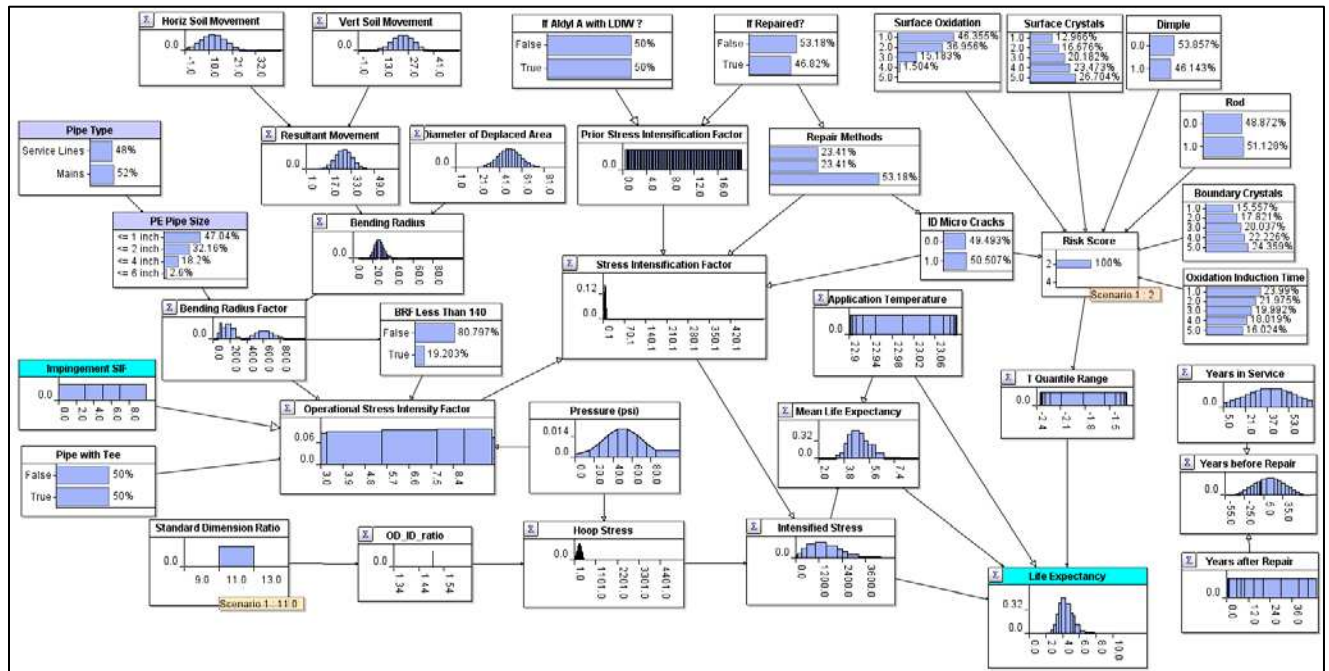 Σ Horiz Soil Movement
0.0
-1.0 10.0 21.0 32.0
Σ Vert Soil Movement
0.0
-1.0 13.0 27.0 41.0
If Aldyl A with LDIW ?
False 50%
True 50%
If Repaired?
False 53.18%
True 46.82%
Surface Oxidation
1.0 46.355%
2.0 36.956%
3.0 15.183%
4.0 1.504%
5.0
Surface Crystals
1.0 12.966%
2.0 16.676%
3.0 20.182%
4.0 23.473%
5.0 26.704%
Dimple
0.0 53.857%
1.0 46.143%
Pipe Type
Service Lines 48%
Mains 52%
Σ Resultant Movement
0.0
1.0 17.0 33.0 49.0
Σ Diameter of Deplaced Area
0.0
1.0 21.0 41.0 61.0 81.0
Σ Prior Stress Intensification Factor
0.0
0.0 4.0 8.0 12.0 16.0
Repair Methods
23.41%
23.41%
53.18%
Rod
0.0 48.872%
1.0 51.128%
PE Pipe Size
<= 1 inch 47.04%
<= 2 inch 32.16%
<= 4 inch 18.2%
<= 6 inch 2.6%
Σ Bending Radius
0.0
0.0 20.0 40.0 60.0 80.0
ID Micro Cracks
0.0 49.493%
1.0 50.507%
Risk Score
2 100%
4
Scenario 1 : 2
Boundary Crystals
1.0 15.557%
2.0 17.821%
3.0 20.037%
4.0 22.226%
5.0 24.359%
Σ Stress Intensification Factor
0.12
0.0
0.1 70.1 140.1 210.1 280.1 350.1 420.1
Σ Bending Radius Factor
0.0
0.0 200.0 400.0 600.0 800.0
BRF Less Than 140
False 80.797%
True 19.203%
Σ Application Temperature
0.0
22.9 22.94 22.98 23.02 23.06
Oxidation Induction Time
1.0 23.99%
2.0 21.975%
3.0 19.992%
4.0 18.019%
5.0 16.024%
Impingement SIF
0.0
0.0 2.0 4.0 6.0 8.0
Σ Operational Stress Intensity Factor
0.06
0.0
3.0 3.9 4.8 5.7 6.6 7.5 8.4
Pressure (psi)
0.014
0.0
0.0 20.0 40.0 60.0 80.0
Σ Mean Life Expectancy
0.32
0.0
2.0 3.8 5.6 7.4
Σ T Quantile Range
0.0
-2.4 -2.1 -1.8 -1.5
Σ Years in Service
0.0
5.0 21.0 37.0 53.0
Pipe with Tee
False 50%
True 50%
Σ Years before Repair
0.0
-55.0 -25.0 5.0 35.0
Standard Dimension Ratio
0.0
9.0 11.0 13.0
Scenario 1 : 11.0
Σ OD_ID_ratio
0.0
1.34 1.44 1.54
Σ Hoop Stress
0.0
1.0 1101.0 2201.0 3301.0 4401.0
Σ Intensified Stress
0.0
0.0 1200.0 2400.0 3600.0
Σ Life Expectancy
0.32
0.0
0.0 2.0 4.0 6.0 10.0
Σ Years after Repair
0.0
0.0 12.0 24.0 36.0